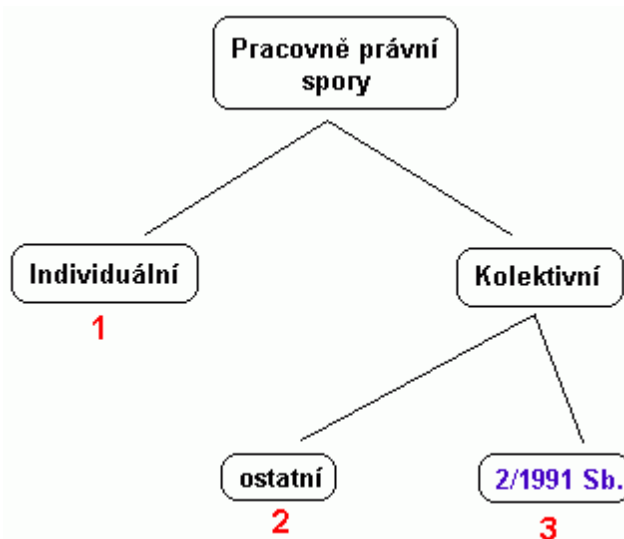 Pracovně právní
spory
Individuální
Kolektivní
1
ostatní
2/1991 Sb.
2
3